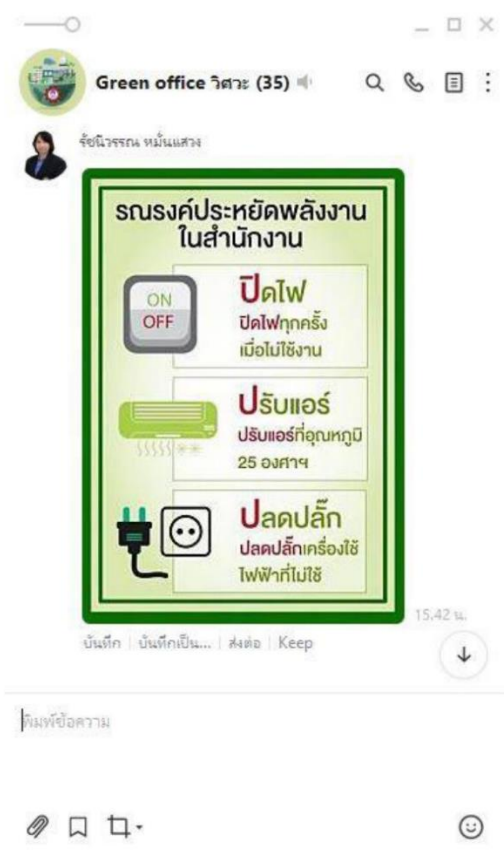 Green office วิศวะ (35)
รัชนีวรรณ หมั่นแสวง
รณรงค์ประหยัดพลังงาน
ในสำนักงาน
ON
OFF
ปิดไฟ
ปิดไฟทุกครั้ง
เมื่อไม่ใช้งาน
ปรับแอร์
ปรับแอร์ที่อุณหภูมิ
25 องศาฯ
ปลดปลั๊ก
ปลดปลั๊กเครื่องใช้
ไฟฟ้าที่ไม่ใช้
15.42 น.
บันทึก | บันทึกเป็น... | ส่งต่อ | Keep
พิมพ์ข้อความ